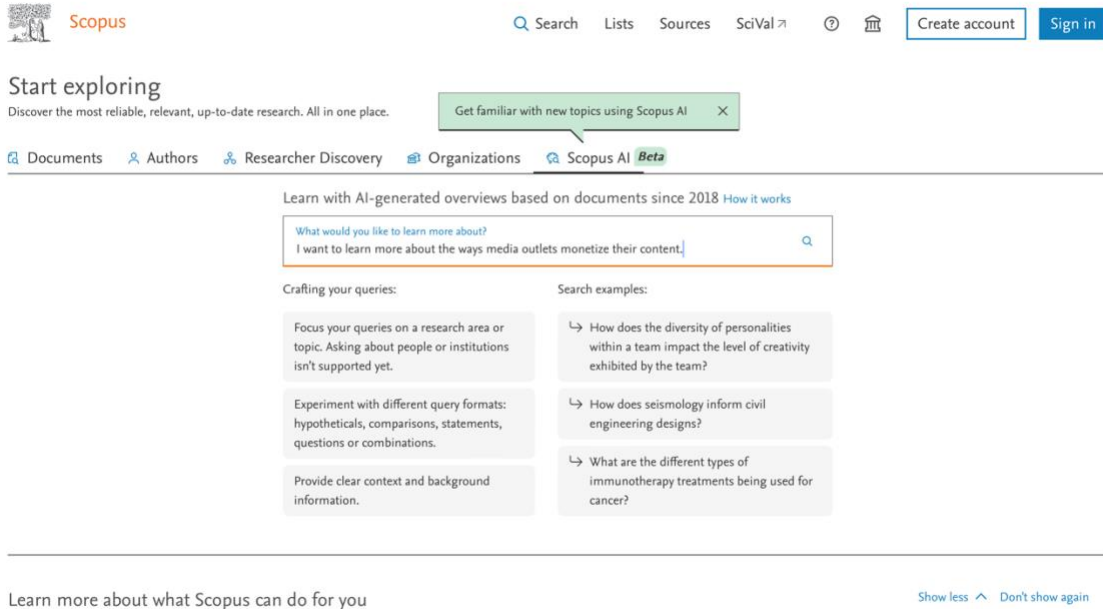 Scopus
Search Lists Sources SciVal ↗ Create account Sign in
Start exploring
Discover the most reliable, relevant, up-to-date research. All in one place.
Get familiar with new topics using Scopus AI
Documents Authors Researcher Discovery Organizations Scopus AI Beta
Learn with AI-generated overviews based on documents since 2018 How it works
What would you like to learn more about?
I want to learn more about the ways media outlets monetize their content.
Crafting your queries:
Focus your queries on a research area or
topic. Asking about people or institutions
isn't supported yet.
Experiment with different query formats:
hypotheticals, comparisons, statements,
questions or combinations.
Provide clear context and background
information.
Search examples:
How does the diversity of personalities
within a team impact the level of creativity
exhibited by the team?
How does seismology inform civil
engineering designs?
What are the different types of
immunotherapy treatments being used for
cancer?
Learn more about what Scopus can do for you
Show less Don't show again